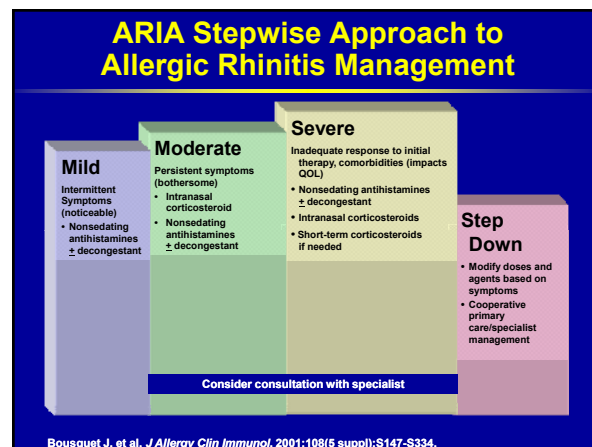 ARIA Stepwise Approach to
Allergic Rhinitis Management
Mild
Intermittent
Symptoms
(noticeable)
• Nonsedating
antihistamines
± decongestant
Moderate
Persistent symptoms
(bothersome)
• Intranasal
corticosteroid
• Nonsedating
antihistamines
± decongestant
Severe
Inadequate response to initial
therapy, comorbidities (impacts
QOL)
• Nonsedating antihistamines
± decongestant
• Intranasal corticosteroids
• Short-term corticosteroids
if needed
Step
Down
• Modify doses and
agents based on
symptoms
• Cooperative
primary
care/specialist
management
Consider consultation with specialist
Bousquet J, et al. J Allergy Clin Immunol. 2001;108(5 suppl):S147-S334.